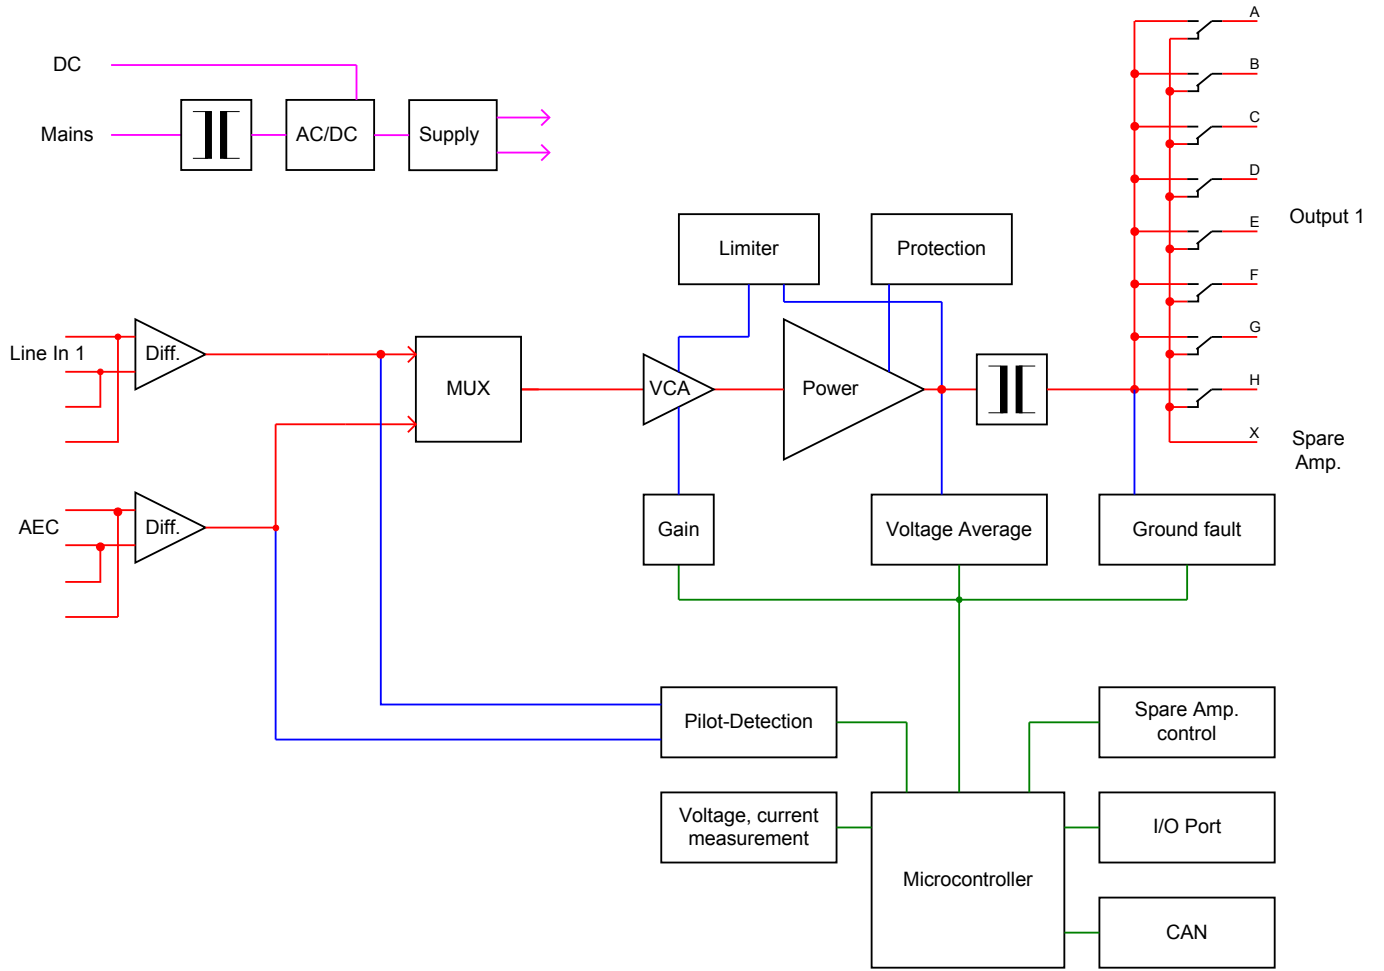 DC
Mains
AC/DC
Supply
A
B
C
D
E
F
G
H
X
Output 1
Spare
Amp.
Limiter
Protection
Line In 1
Diff.
MUX
VCA
Power
AEC
Diff.
Gain
Voltage Average
Ground fault
Pilot-Detection
Spare Amp.
control
Voltage, current
measurement
I/O Port
Microcontroller
CAN